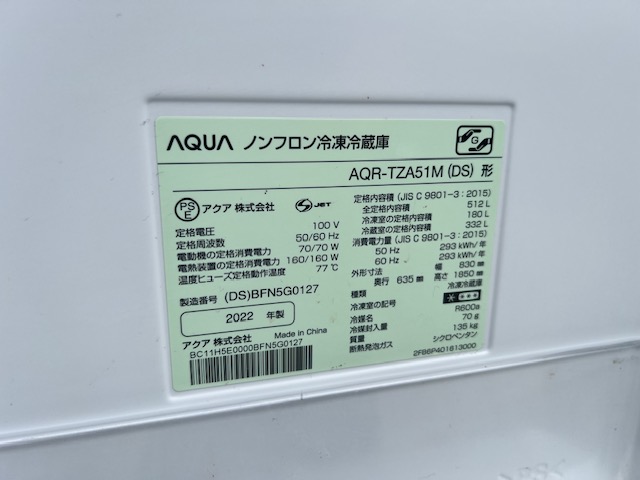 AQUA ノンフロン冷凍冷蔵庫
G
AQR-TZA51M (DS) 形
PSE アクア 株式会社 S JET
定格電圧 100 V
定格周波数 50/60 Hz
電動機の定格消費電力 70/70 W
電熱装置の定格消費電力 160/160 W
温度ヒューズ定格動作温度 77℃
製造番号 (DS)BFN5G0127
2022 年製
アクア 株式会社 Made in China
BC11H5E0000BFN5G0127
定格内容積 (JIS C 9801-3 : 2015)
全定格内容積 512 L
冷凍室の定格内容積 180 L
冷蔵室の定格内容積 332 L
消費電力量 (JIS C 9801-3 : 2015)
50 Hz 293 kWh/年
60 Hz 293 kWh/年
外形寸法 幅 830 mm
奥行 635 mm 高さ 1850 mm
種類 冷凍冷蔵庫
冷凍室の記号 * ***
冷媒名 R600a
冷媒封入量 70 g
質量 135 kg
断熱発泡ガス シクロペンタン
2FB6P401613000